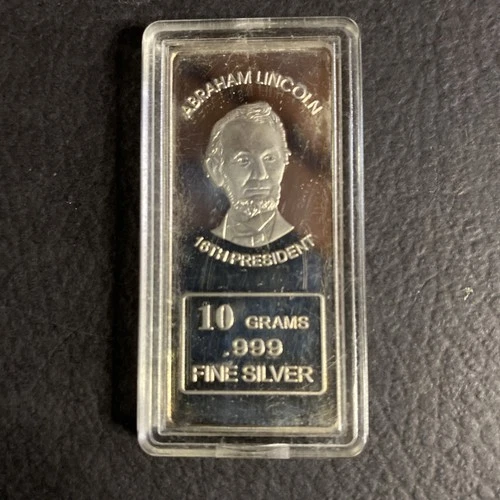 ABRAHAM LINCOLN
16TH PRESIDENT
10 GRAMS
.999
FINE SILVER